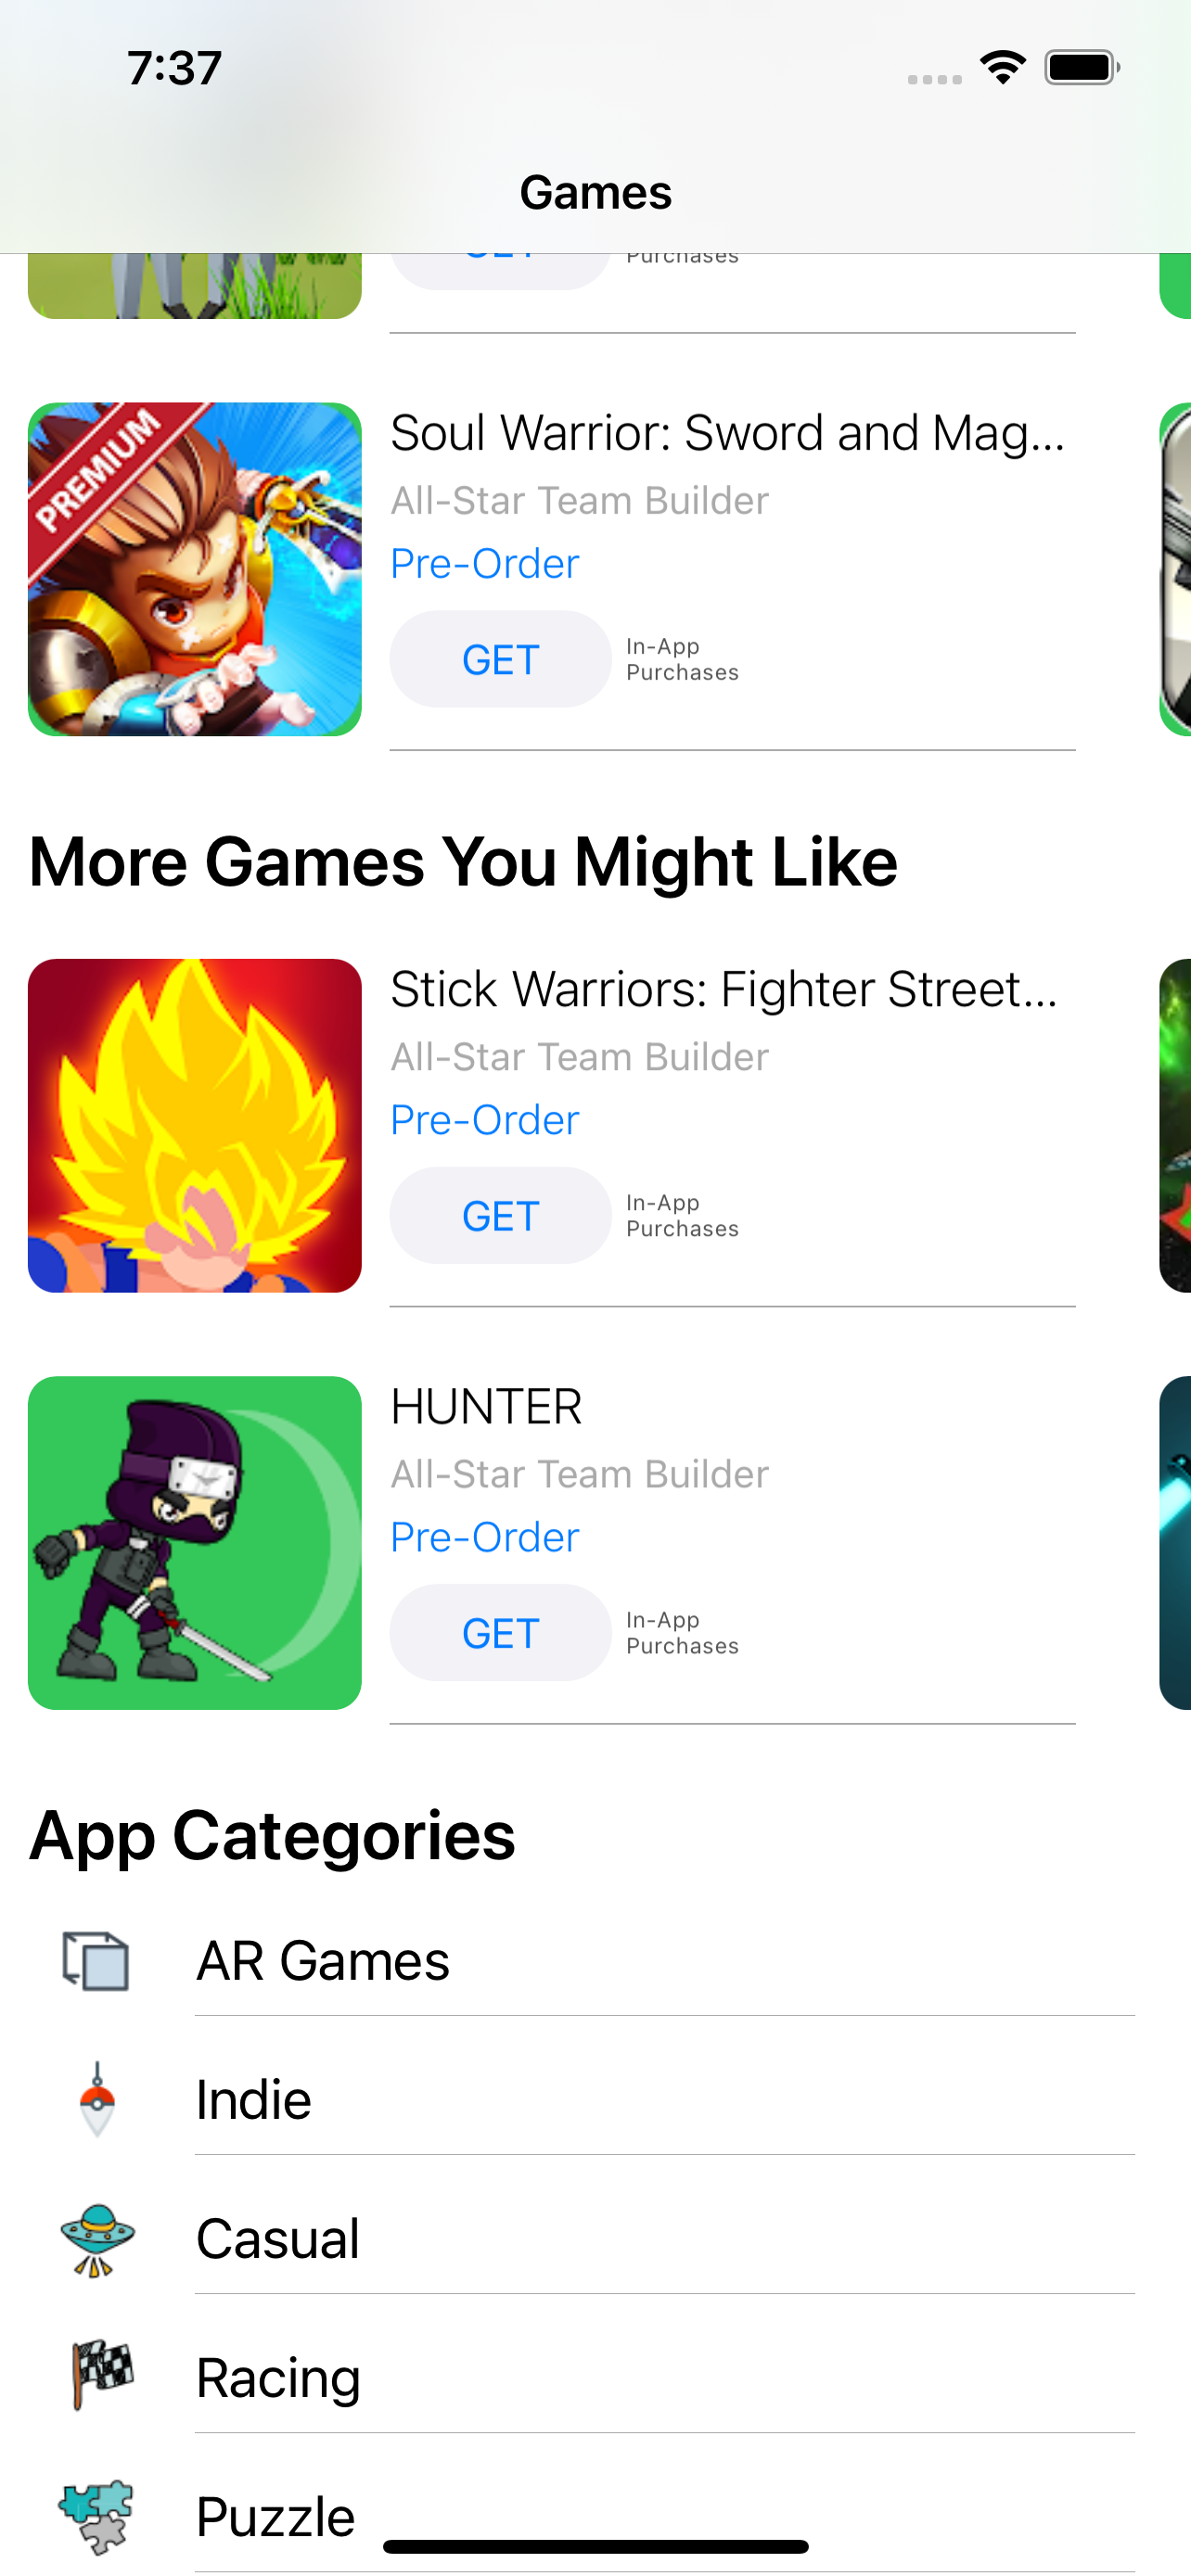 7:37
Games
GET
Purchases
PREMIUM
Soul Warrior: Sword and Mag...
All-Star Team Builder
Pre-Order
GET
In-App
Purchases
More Games You Might Like
Stick Warriors: Fighter Street...
All-Star Team Builder
Pre-Order
GET
In-App
Purchases
HUNTER
All-Star Team Builder
Pre-Order
GET
In-App
Purchases
App Categories
AR Games
Indie
Casual
Racing
Puzzle